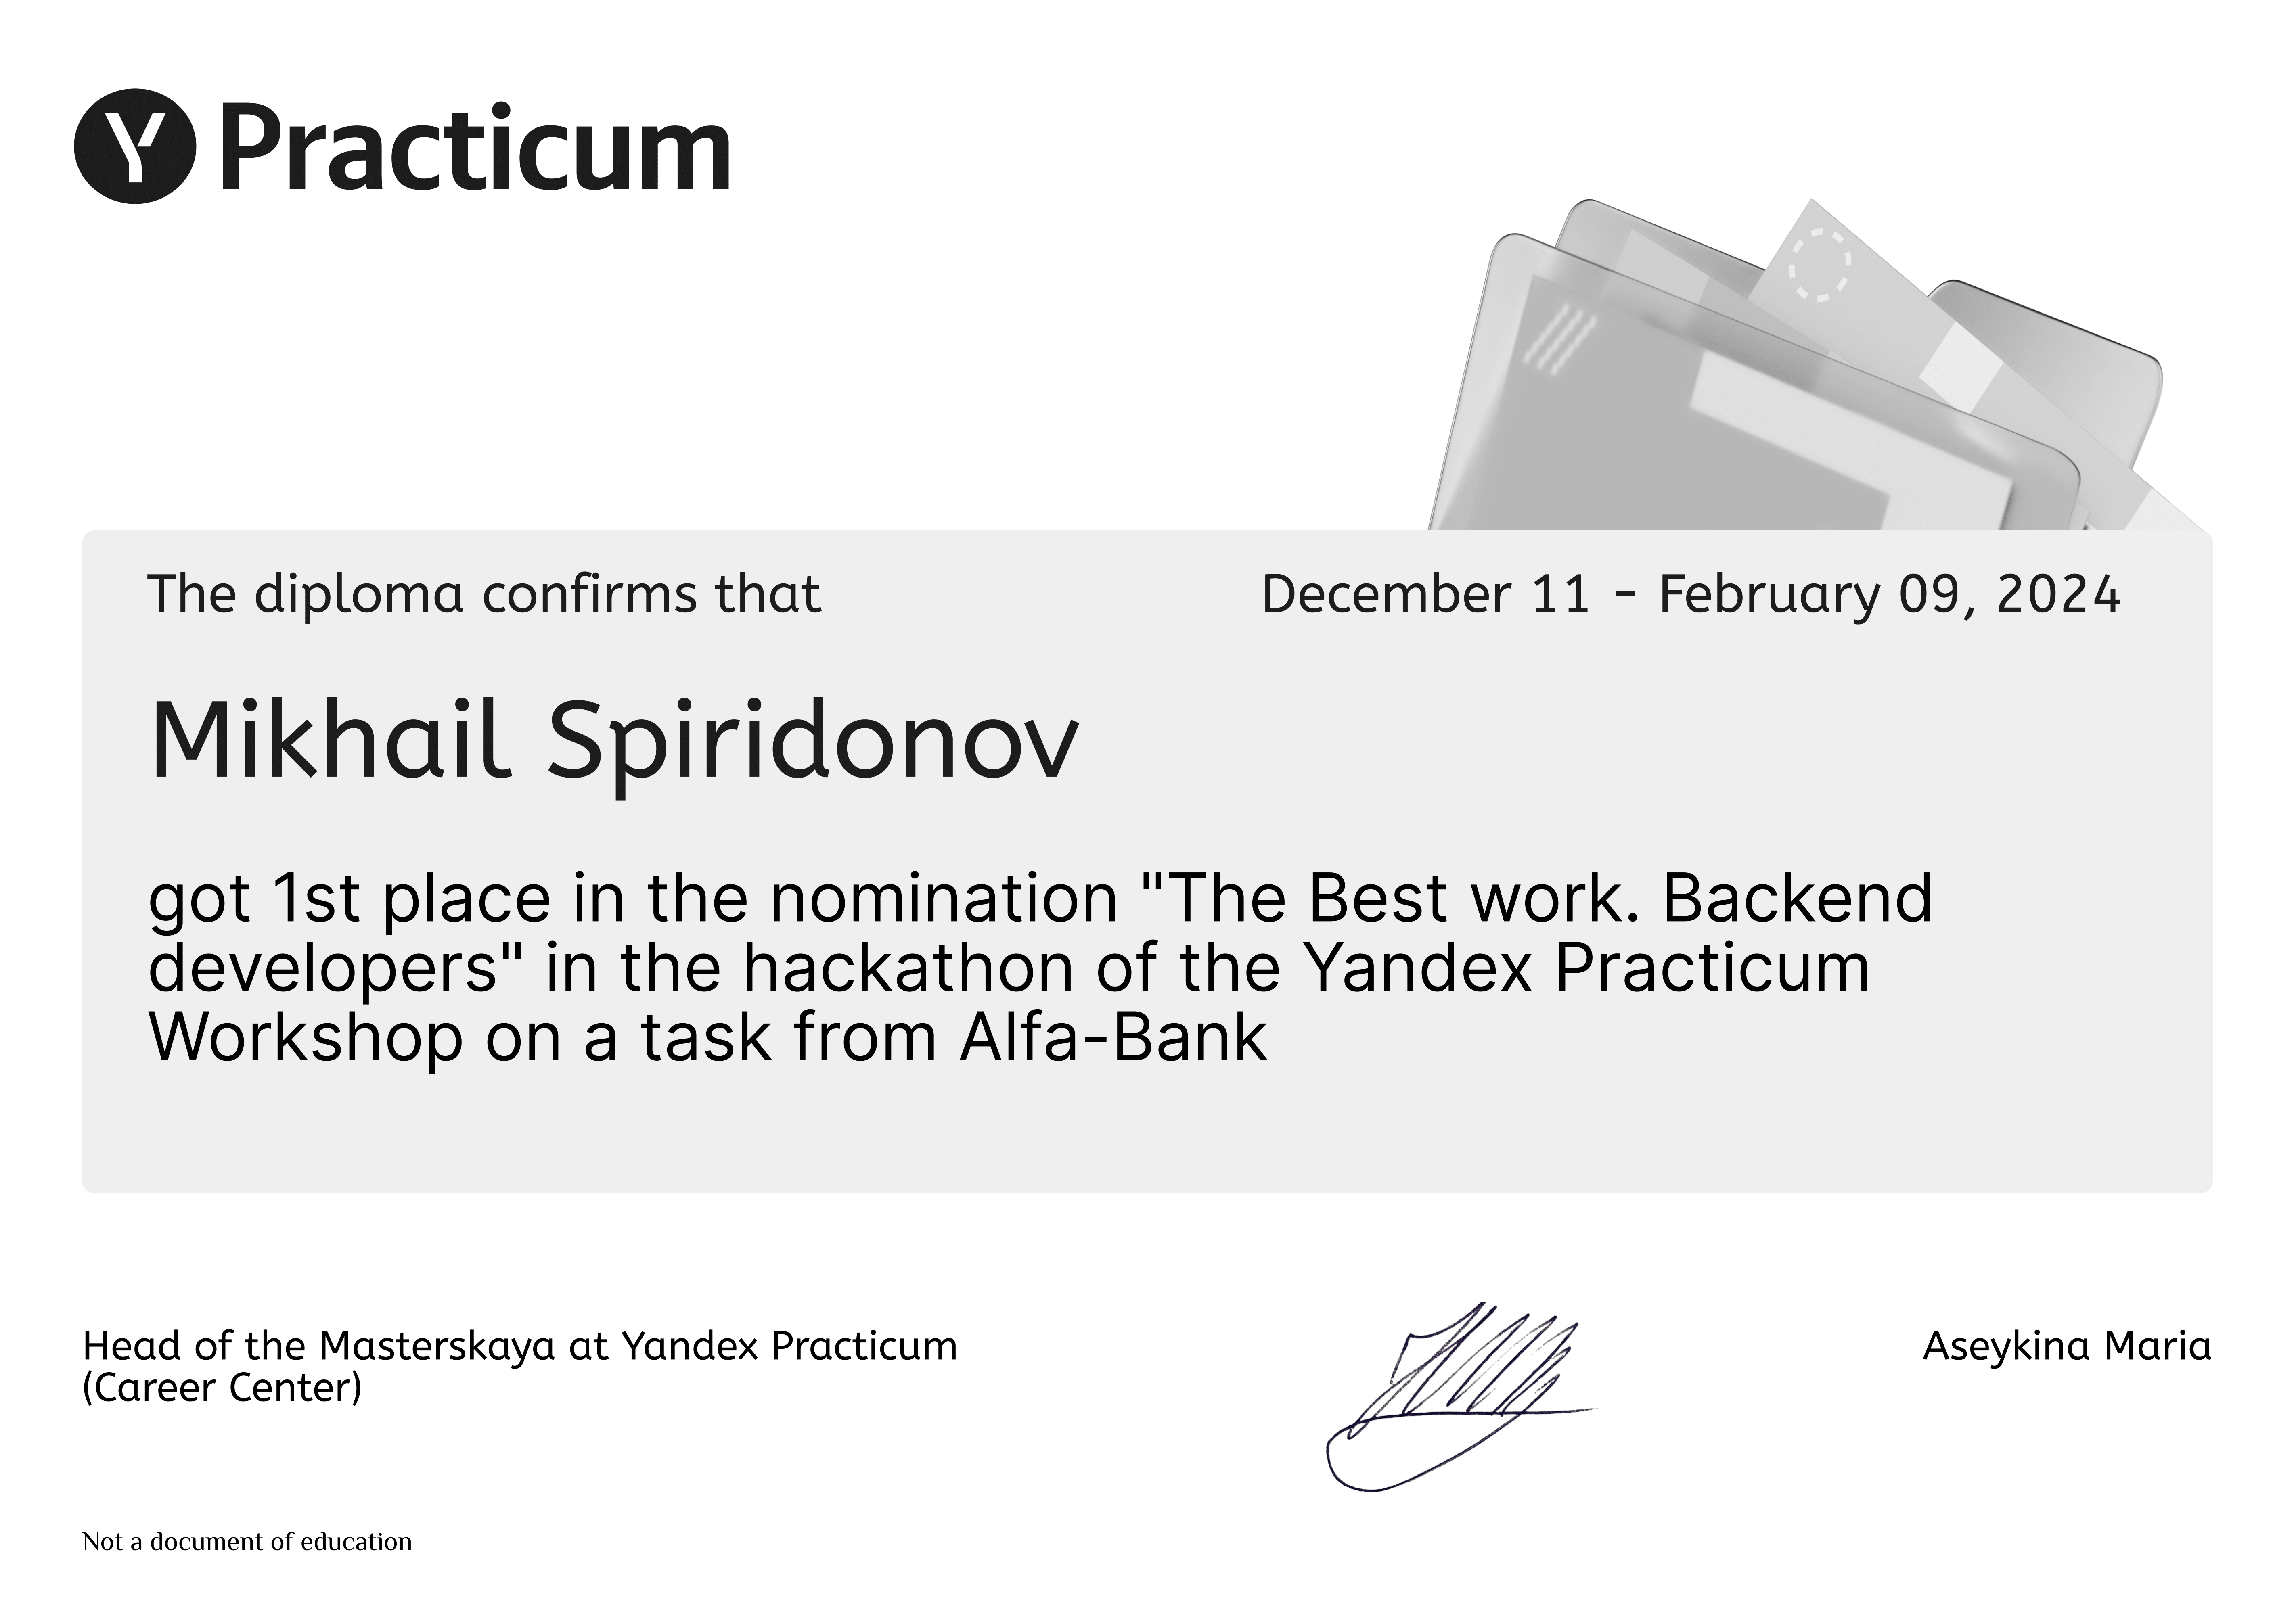 Y Practicum
The diploma confirms that
December 11 - February 09, 2024
Mikhail Spiridonov
got 1st place in the nomination "The Best work. Backend
developers" in the hackathon of the Yandex Practicum
Workshop on a task from Alfa-Bank
Head of the Masterskaya at Yandex Practicum
(Career Center)
Aseykina Maria
Not a document of education